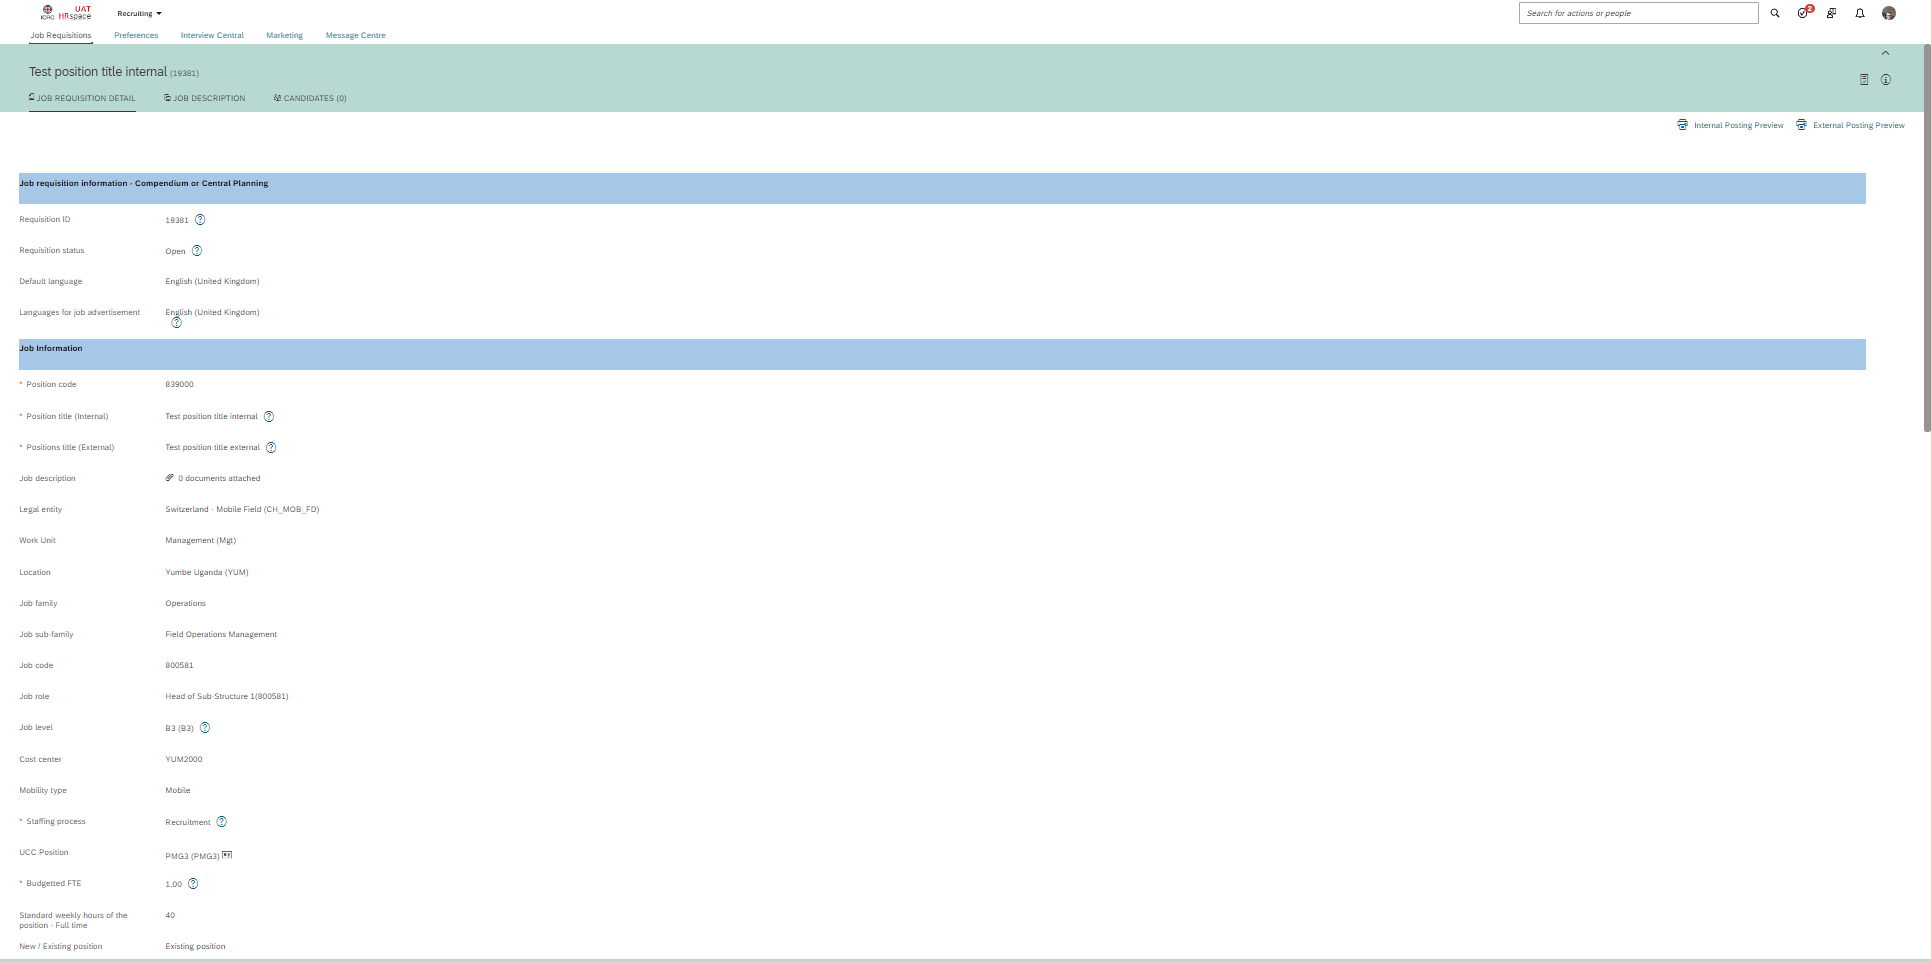 UAT
ICRC HRspace
Recruiting
Search for actions or people
2
Job Requisitions
Preferences
Interview Central
Marketing
Message Centre
Test position title internal (19381)
JOB REQUISITION DETAIL
JOB DESCRIPTION
CANDIDATES (0)
Internal Posting Preview
External Posting Preview
Job requisition information - Compendium or Central Planning
Requisition ID 19381
Requisition status Open
Default language English (United Kingdom)
Languages for job advertisement English (United Kingdom)
Job Information
* Position code 839000
* Position title (Internal) Test position title internal
* Positions title (External) Test position title external
Job description 0 documents attached
Legal entity Switzerland - Mobile Field (CH_MOB_FD)
Work Unit Management (Mgt)
Location Yumbe Uganda (YUM)
Job family Operations
Job sub-family Field Operations Management
Job code 800581
Job role Head of Sub-Structure 1(800581)
Job level B3 (B3)
Cost center YUM2000
Mobility type Mobile
* Staffing process Recruitment
UCC Position PMG3 (PMG3)
* Budgetted FTE 1.00
Standard weekly hours of the 40
position - Full time
New / Existing position Existing position